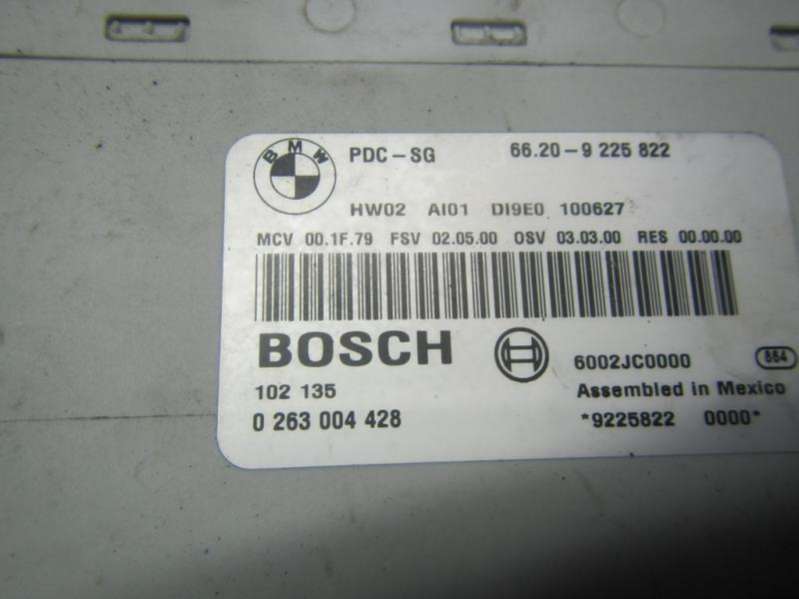 BMW PDC-SG 66.20-9 225 822
HW02 AI01 DI9E0 100627
MCV 00.1F.79 FSV 02.05.00 OSV 03.03.00 RES 00.00.00
BOSCH 6002JC0000 864
102 135 Assembled in Mexico
0 263 004 428 *9225822 0000*